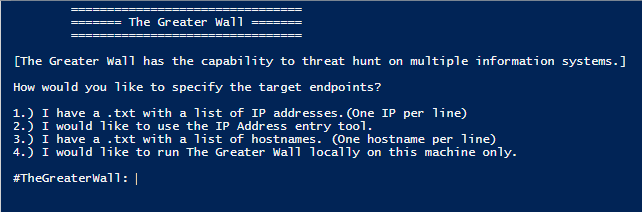 =================================
======= The Greater Wall =======
=================================
[The Greater Wall has the capability to threat hunt on multiple information systems.]
How would you like to specify the target endpoints?
1.) I have a .txt with a list of IP addresses.(One IP per line)
2.) I would like to use the IP Address entry tool.
3.) I have a .txt with a list of hostnames. (One hostname per line)
4.) I would like to run The Greater Wall locally on this machine only.
#TheGreaterWall: